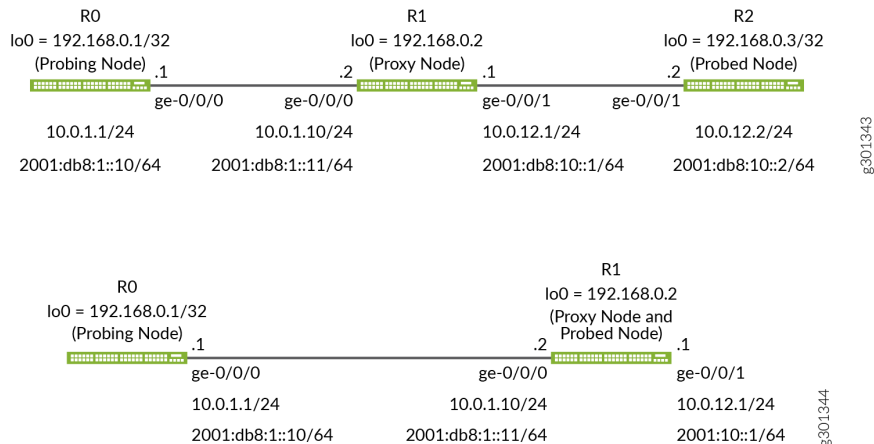 R0
lo0 = 192.168.0.1/32
(Probing Node)
R1
lo0 = 192.168.0.2
(Proxy Node)
R2
lo0 = 192.168.0.3/32
(Probed Node)
.1
.2
.1
.2
ge-0/0/0
ge-0/0/0
ge-0/0/1
ge-0/0/1
10.0.1.1/24
10.0.1.10/24
10.0.12.1/24
10.0.12.2/24
2001:db8:1::10/64
2001:db8:1::11/64
2001:db8:10::1/64
2001:db8:10::2/64
g301343
R0
lo0 = 192.168.0.1/32
(Probing Node)
R1
lo0 = 192.168.0.2
(Proxy Node and
Probed Node)
.1
.2
.1
ge-0/0/0
ge-0/0/0
ge-0/0/1
10.0.1.1/24
10.0.1.10/24
10.0.12.1/24
2001:db8:1::10/64
2001:db8:1::11/64
2001:10::1/64
g301344